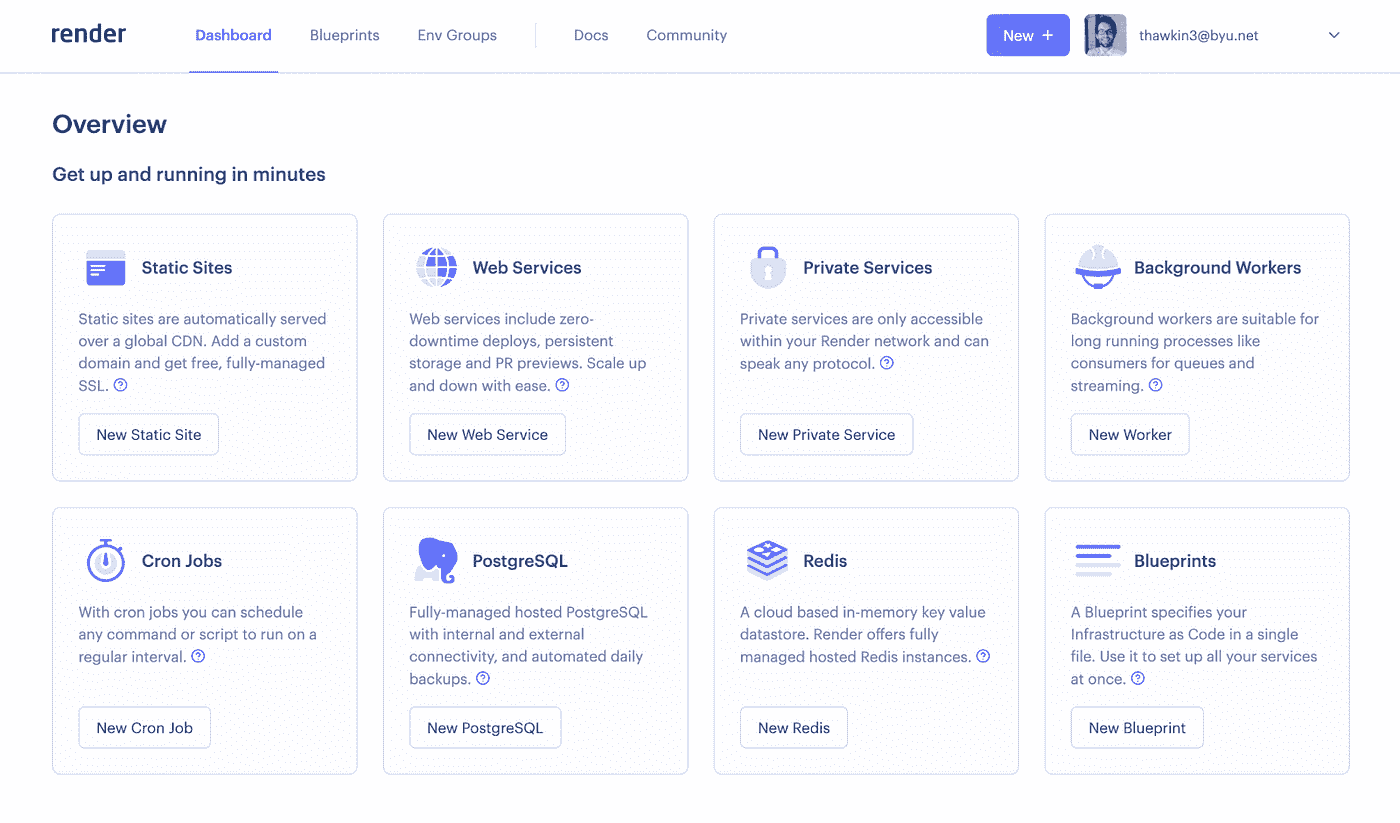 render
Dashboard
Blueprints
Env Groups
Docs
Community
New +
thawkin3@byu.net
Overview
Get up and running in minutes
Static Sites
Static sites are automatically served
over a global CDN. Add a custom
domain and get free, fully-managed
SSL.
New Static Site
Web Services
Web services include zero-
downtime deploys, persistent
storage and PR previews. Scale up
and down with ease.
New Web Service
Private Services
Private services are only accessible
within your Render network and can
speak any protocol.
New Private Service
Background Workers
Background workers are suitable for
long running processes like
consumers for queues and
streaming.
New Worker
Cron Jobs
With cron jobs you can schedule
any command or script to run on a
regular interval.
New Cron Job
PostgreSQL
Fully-managed hosted PostgreSQL
with internal and external
connectivity, and automated daily
backups.
New PostgreSQL
Redis
A cloud based in-memory key value
datastore. Render offers fully
managed hosted Redis instances.
New Redis
Blueprints
A Blueprint specifies your
Infrastructure as Code in a single
file. Use it to set up all your services
at once.
New Blueprint